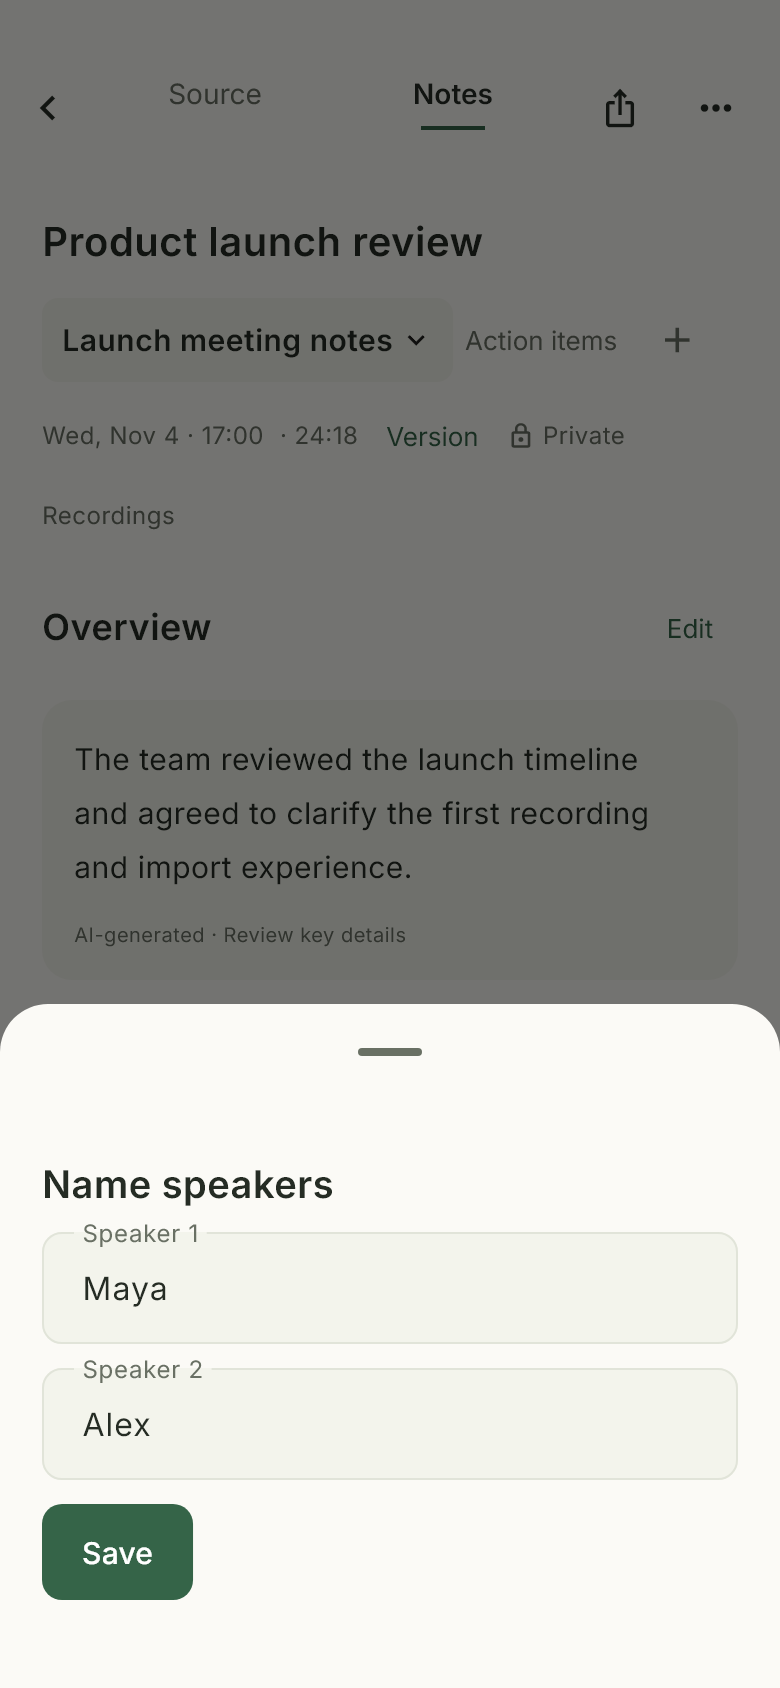 Source
Notes
Product launch review
Launch meeting notes
Action items
Wed, Nov 4 · 17:00 · 24:18 Version Private
Recordings
Overview
Edit
The team reviewed the launch timeline
and agreed to clarify the first recording
and import experience.
AI-generated · Review key details
Name speakers
Speaker 1
Maya
Speaker 2
Alex
Save